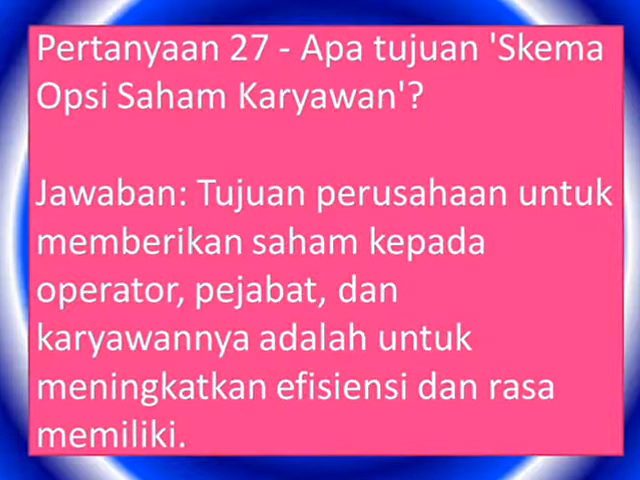 Pertanyaan 27 - Apa tujuan 'Skema
Opsi Saham Karyawan'?
Jawaban: Tujuan perusahaan untuk
memberikan saham kepada
operator, pejabat, dan
karyawannya adalah untuk
meningkatkan efisiensi dan rasa
memiliki.